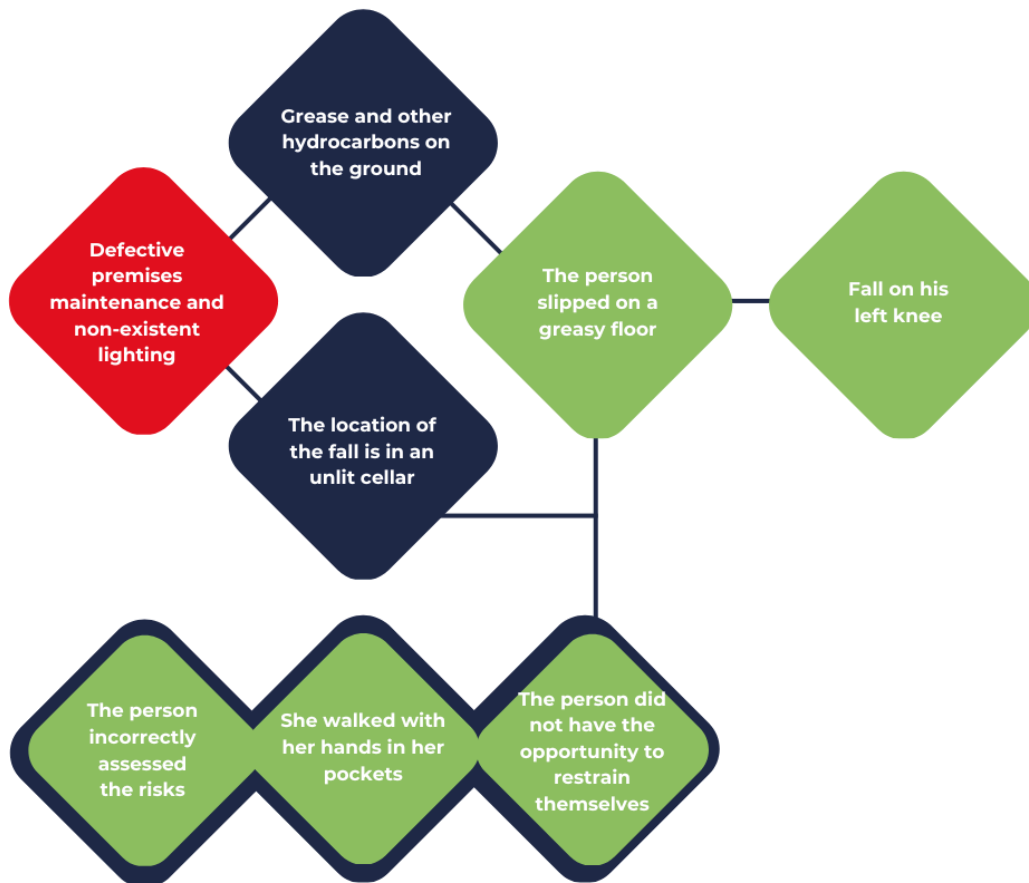 Grease and other
hydrocarbons on
the ground
Defective
premises
maintenance and
non-existent
lighting
The person
slipped on a
greasy floor
Fall on his
left knee
The location of
the fall is in an
unlit cellar
The person
incorrectly
assessed
the risks
She walked with
her hands in her
pockets
The person did
not have the
opportunity to
restrain
themselves